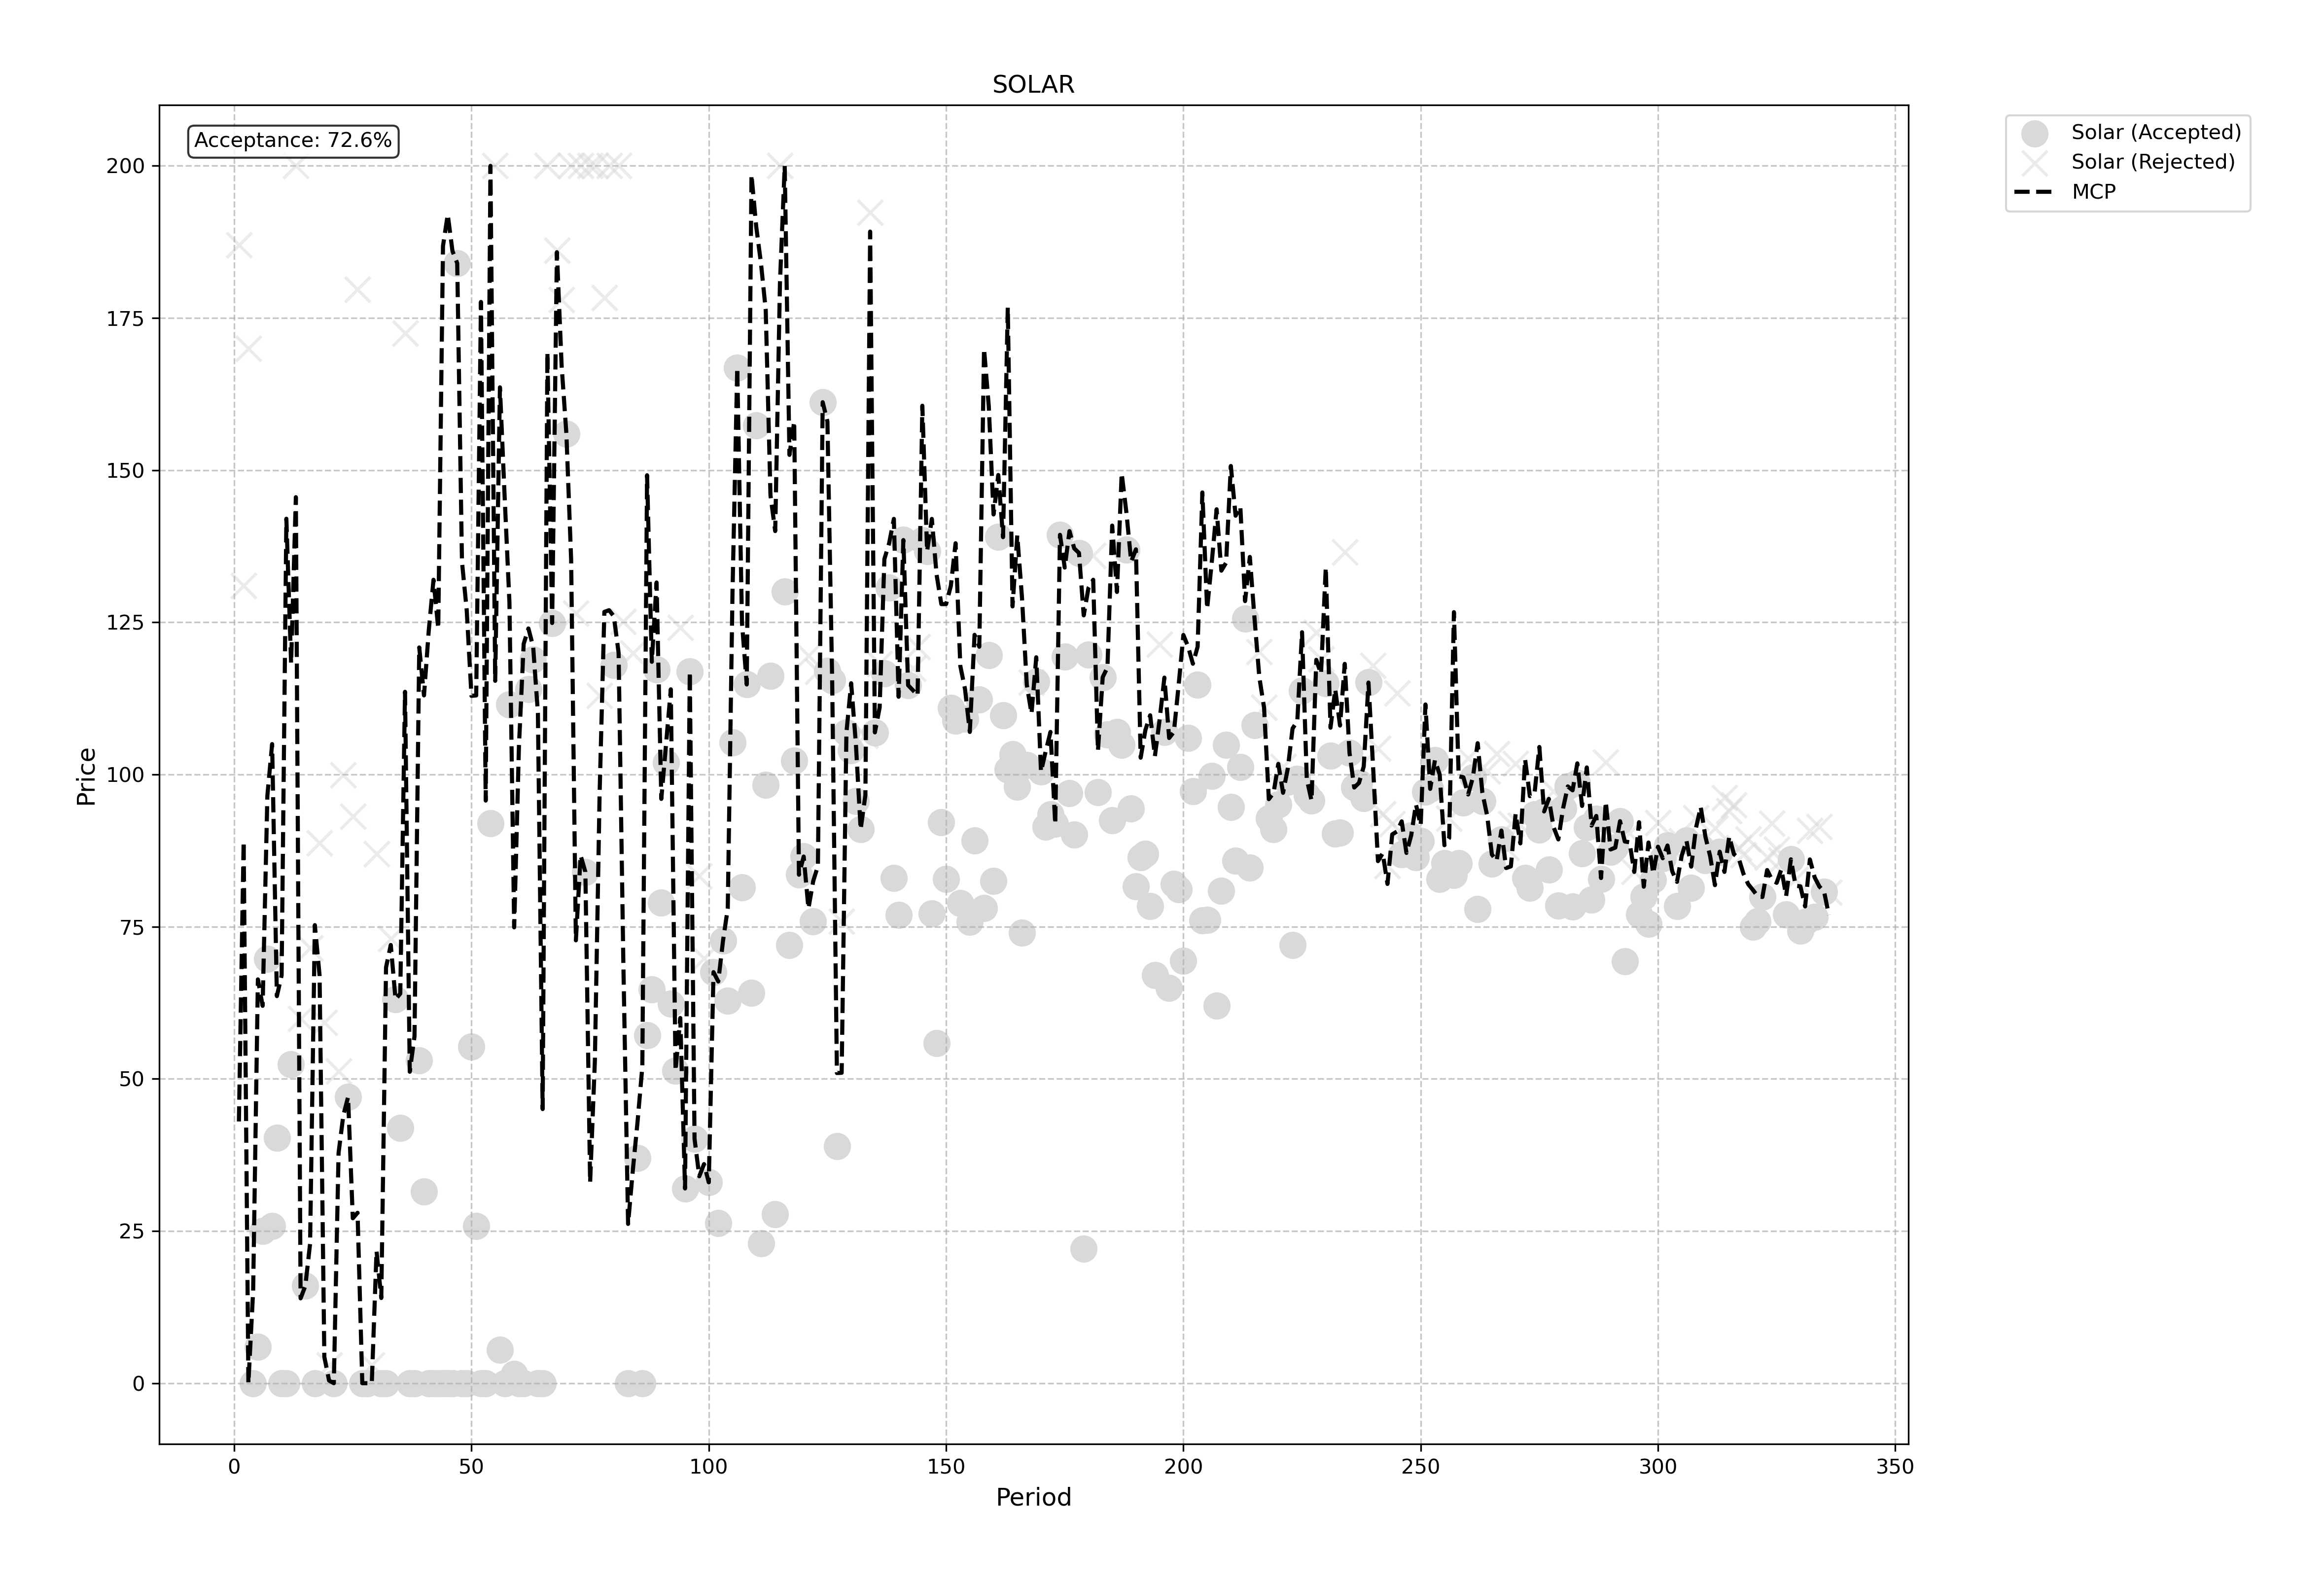 SOLAR
Acceptance: 72.6%
Solar (Accepted)
Solar (Rejected)
MCP
Price
200
175
150
125
100
75
50
25
0
0 50 100 150 200 250 300 350
Period